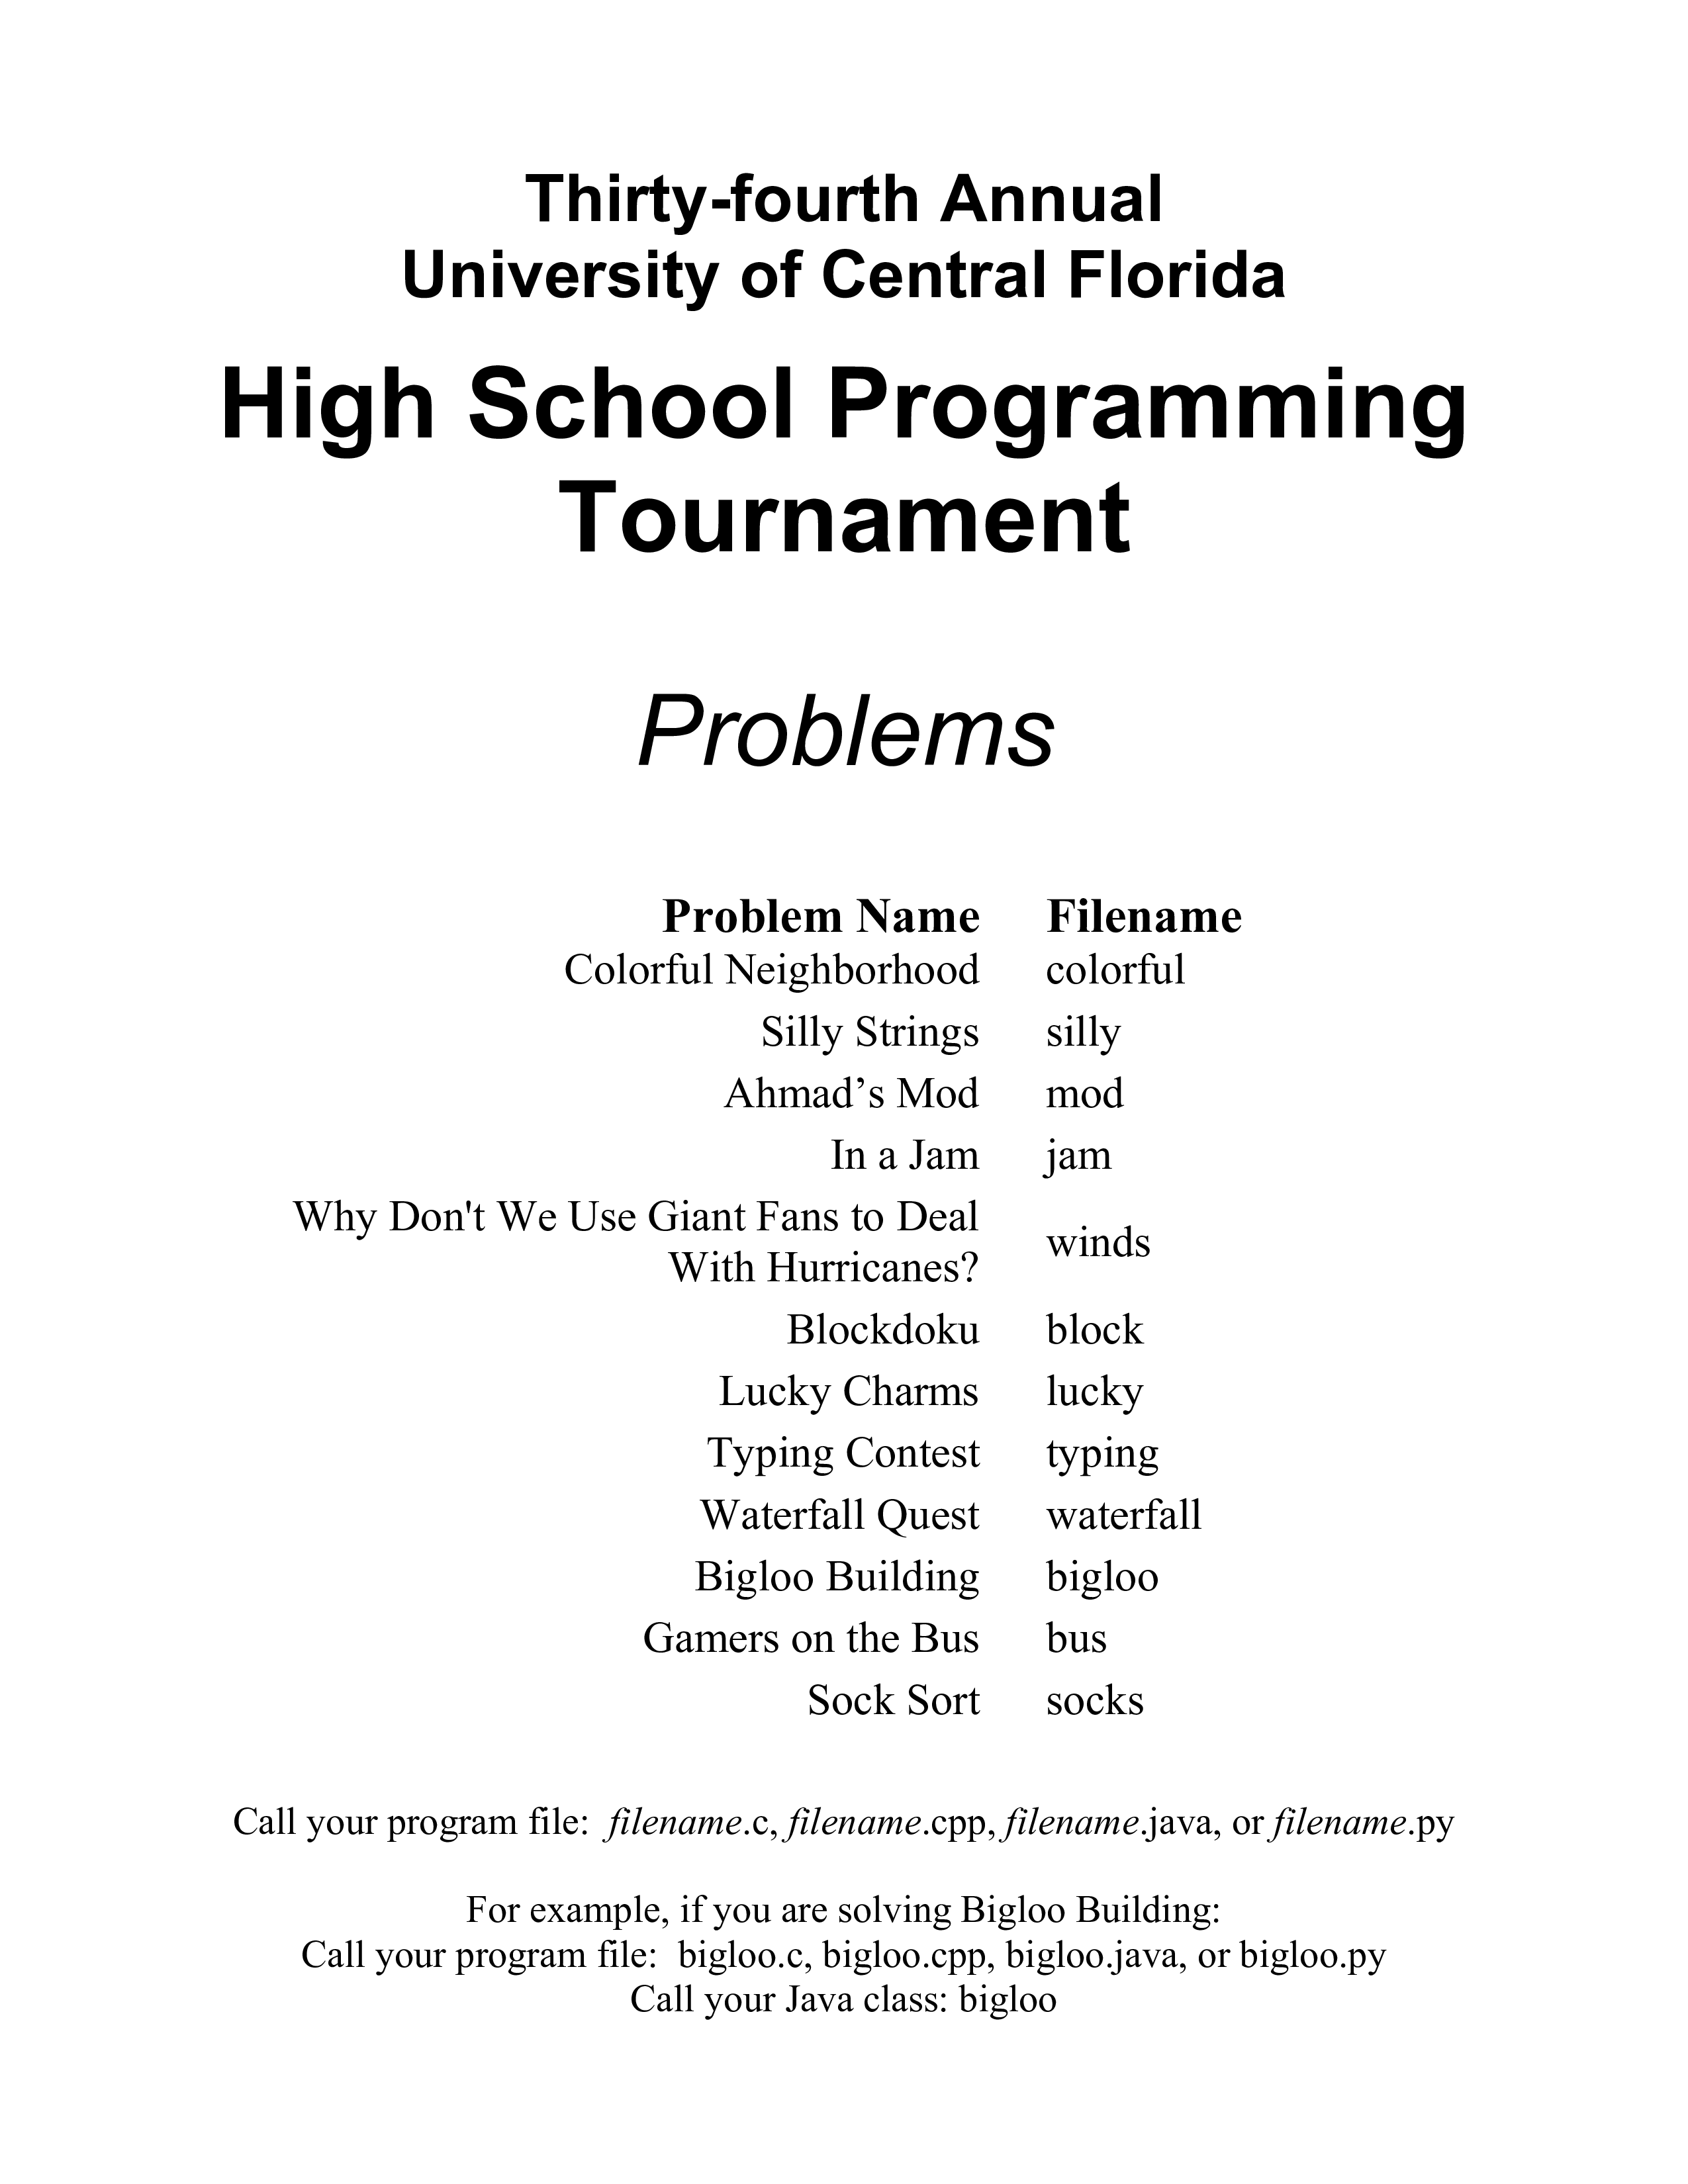 Thirty-fourth Annual
University of Central Florida
High School Programming
Tournament
Problems
Problem Name Filename
Colorful Neighborhood colorful
Silly Strings silly
Ahmad’s Mod mod
In a Jam jam
Why Don't We Use Giant Fans to Deal
With Hurricanes? winds
Blockdoku block
Lucky Charms lucky
Typing Contest typing
Waterfall Quest waterfall
Bigloo Building bigloo
Gamers on the Bus bus
Sock Sort socks
Call your program file: filename.c, filename.cpp, filename.java, or filename.py
For example, if you are solving Bigloo Building:
Call your program file: bigloo.c, bigloo.cpp, bigloo.java, or bigloo.py
Call your Java class: bigloo